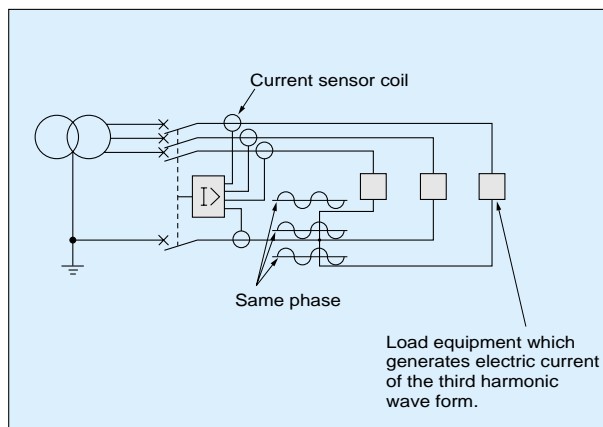 Current sensor coil
I>
Same phase
Load equipment which
generates electric current
of the third harmonic
wave form.